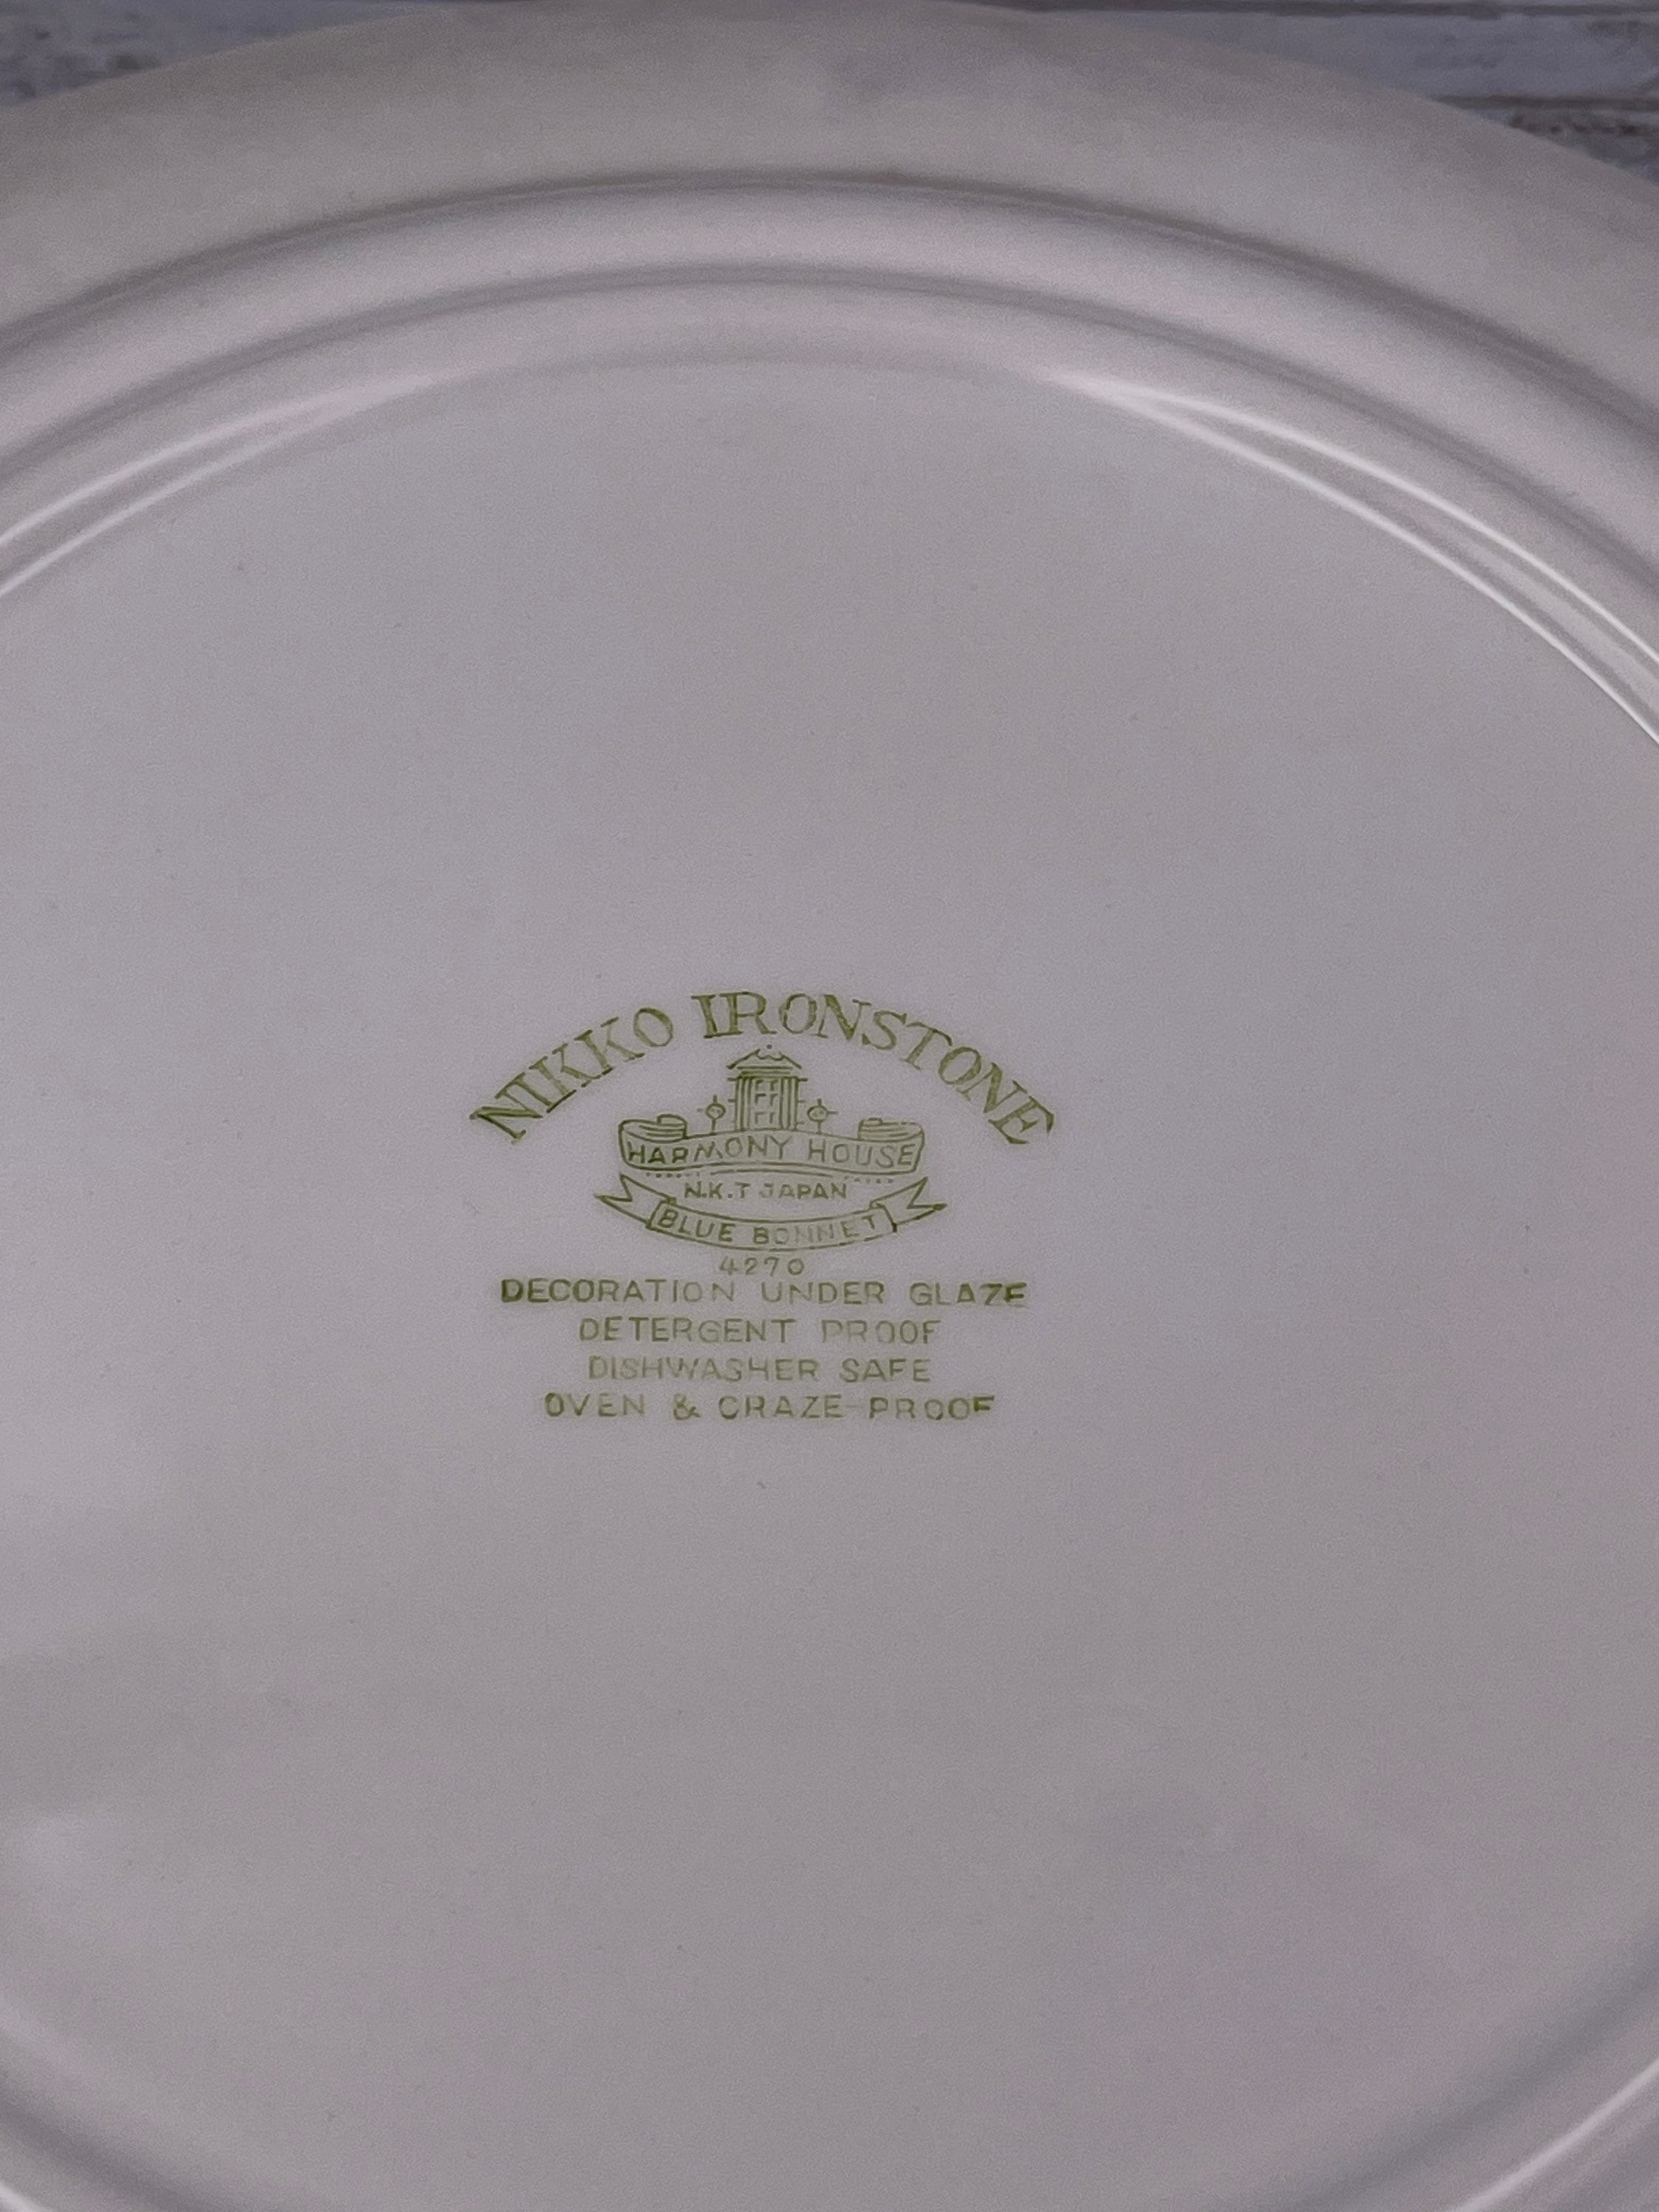 NIKKO IRONSTONE
HARMONY HOUSE
N.K.T JAPAN
BLUE BONNET
4270
DECORATION UNDER GLAZE
DETERGENT PROOF
DISHWASHER SAFE
OVEN & CRAZE-PROOF